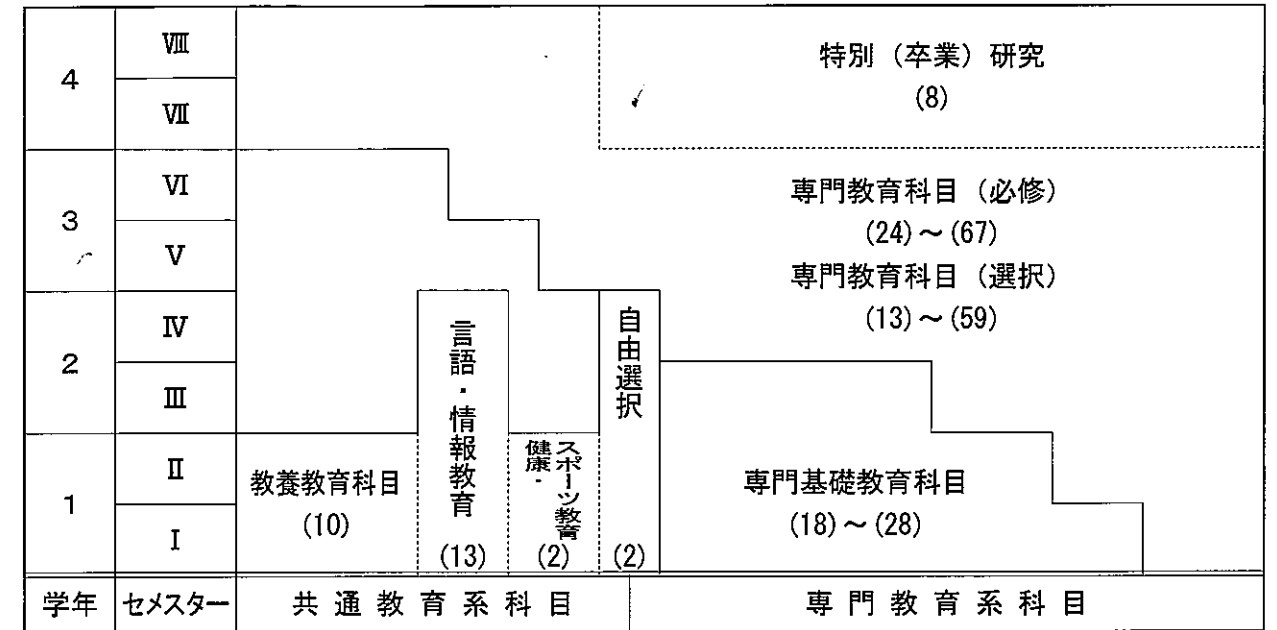 4
Ⅷ
Ⅶ
特別（卒業）研究
(8)
3
Ⅵ
Ⅴ
専門教育科目（必修）
(24)～(67)
専門教育科目（選択）
(13)～(59)
2
Ⅳ
Ⅲ
1
Ⅱ
Ⅰ
教養教育科目
(10)
言語・情報教育
(13)
健康・
スポーツ教育
(2)
自由選択
(2)
専門基礎教育科目
(18)～(28)
学年
セメスター
共通教育系科目
専門教育系科目